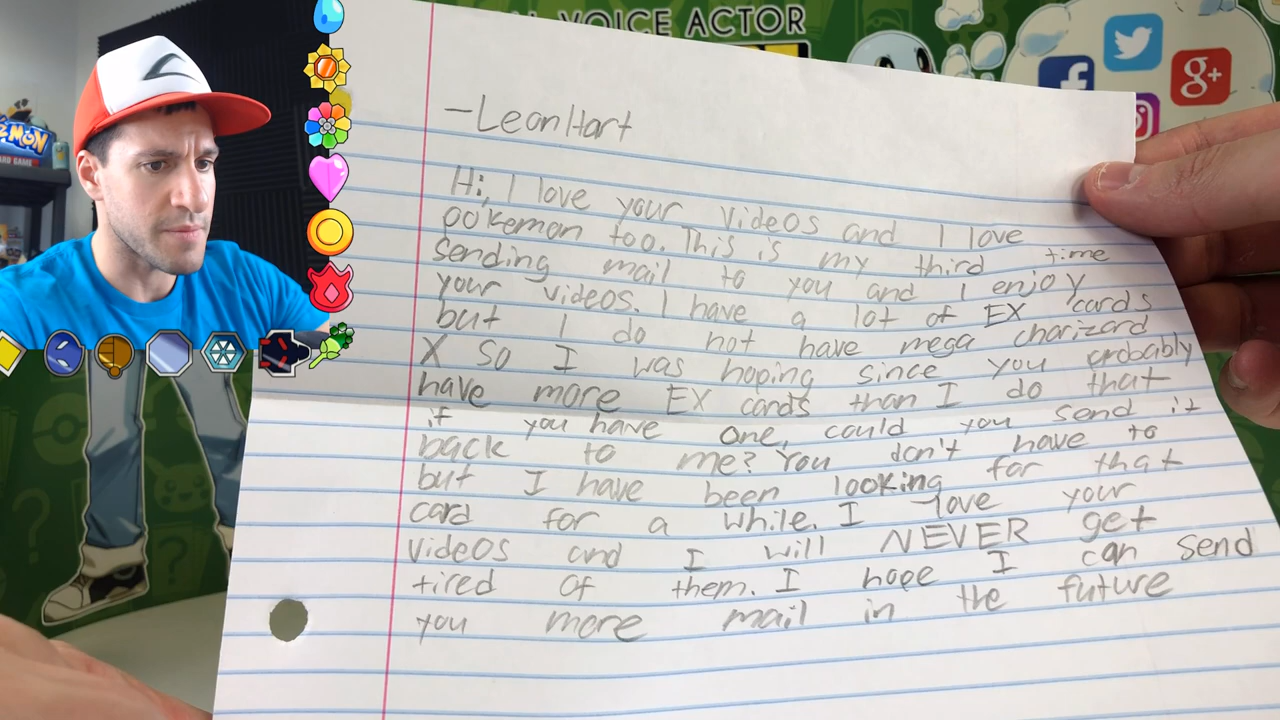 VOICE ACTOR
g+
f
POKéMON
RD GAME
-LeonHart
Hi, I love your videos and I love
pokemon too. This is my third time
sending mail to you and I enjoy
your videos. I have a lot of EX cards
but I do not have mega charizard
X so I was hoping since you probably
have more EX cards than I do that
if you have one, could you send it
back to me? You don't have to
but I have been looking for that
card for a while. I love your
videos and I will NEVER get
tired of them. I hope I can send
you more mail in the future